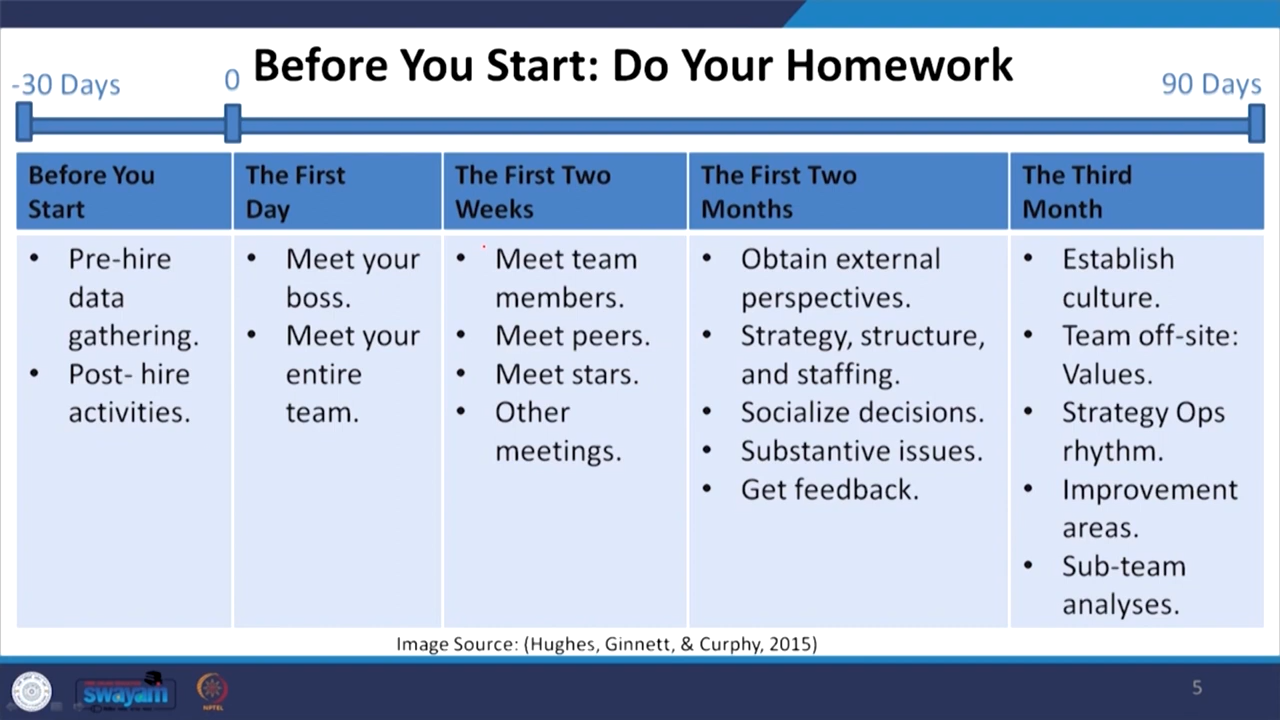 Before You Start: Do Your Homework
-30 Days
0
90 Days
Before You
Start
• Pre-hire
data
gathering.
• Post- hire
activities.
The First
Day
• Meet your
boss.
• Meet your
entire
team.
The First Two
Weeks
• Meet team
members.
• Meet peers.
• Meet stars.
• Other
meetings.
The First Two
Months
• Obtain external
perspectives.
• Strategy, structure,
and staffing.
• Socialize decisions.
• Substantive issues.
• Get feedback.
The Third
Month
• Establish
culture.
• Team off-site:
Values.
• Strategy Ops
rhythm.
• Improvement
areas.
• Sub-team
analyses.
Image Source: (Hughes, Ginnett, & Curphy, 2015)
swayam
NPTEL
5